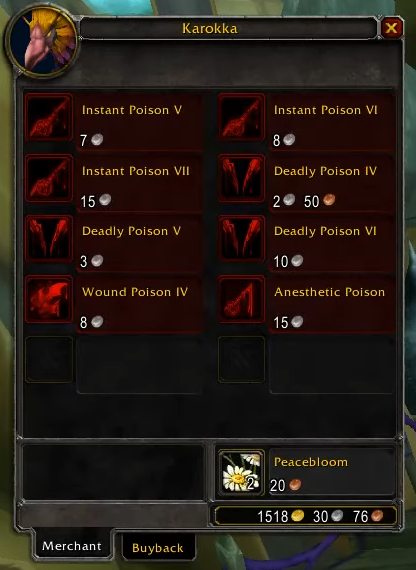 Karokka
Instant Poison V
7
Instant Poison VI
8
Instant Poison VII
15
Deadly Poison IV
2 50
Deadly Poison V
3
Deadly Poison VI
10
Wound Poison IV
8
Anesthetic Poison
15
Peacebloom
2
20
1518 30 76
Merchant
Buyback